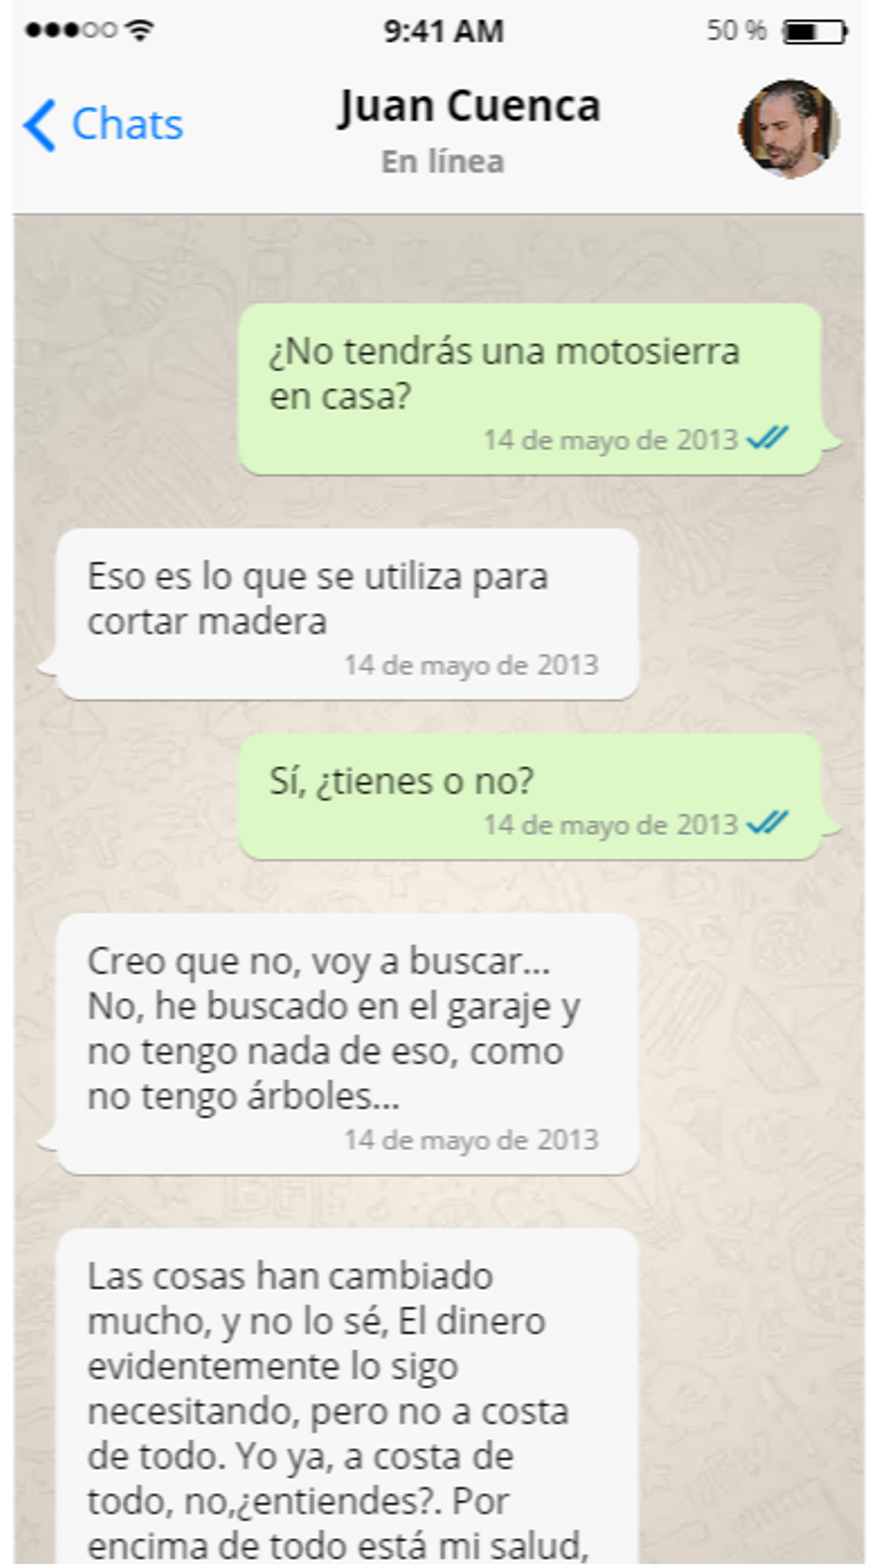 9:41 AM
50 %
Chats
Juan Cuenca
En línea
¿No tendrás una motosierra
en casa?
14 de mayo de 2013
Eso es lo que se utiliza para
cortar madera
14 de mayo de 2013
Sí, ¿tienes o no?
14 de mayo de 2013
Creo que no, voy a buscar...
No, he buscado en el garaje y
no tengo nada de eso, como
no tengo árboles...
14 de mayo de 2013
Las cosas han cambiado
mucho, y no lo sé, El dinero
evidentemente lo sigo
necesitando, pero no a costa
de todo. Yo ya, a costa de
todo, no,¿entiendes?. Por
encima de todo está mi salud,